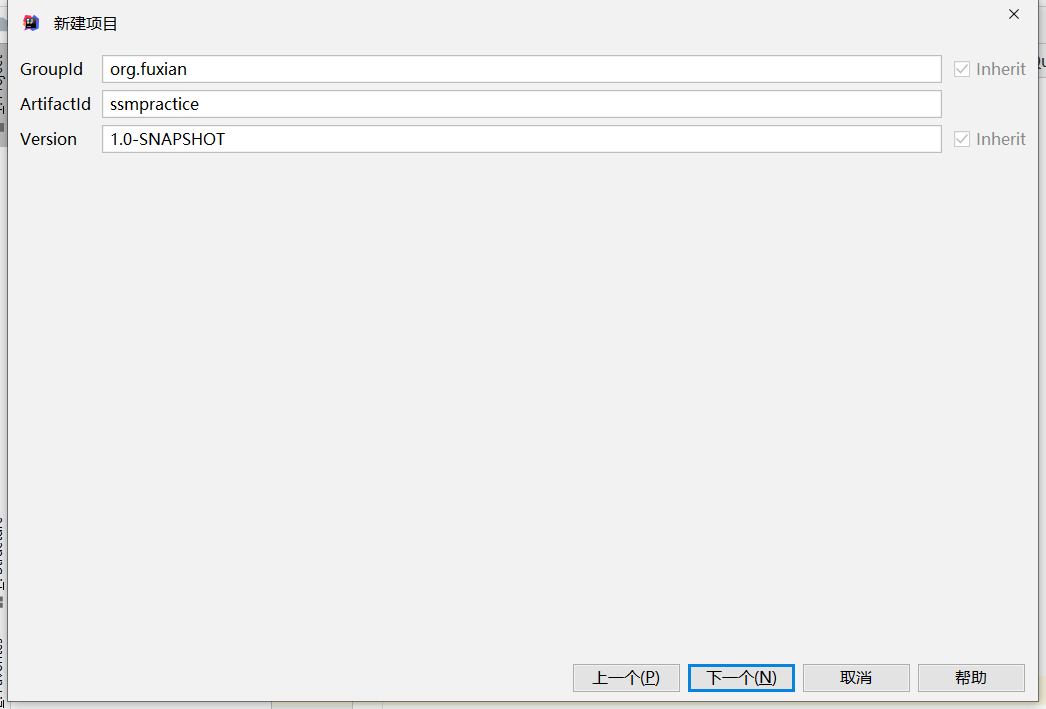 新建项目
GroupId org.fuxian Inherit
ArtifactId ssmpractice
Version 1.0-SNAPSHOT Inherit
上一个(P) 下一个(N) 取消 帮助